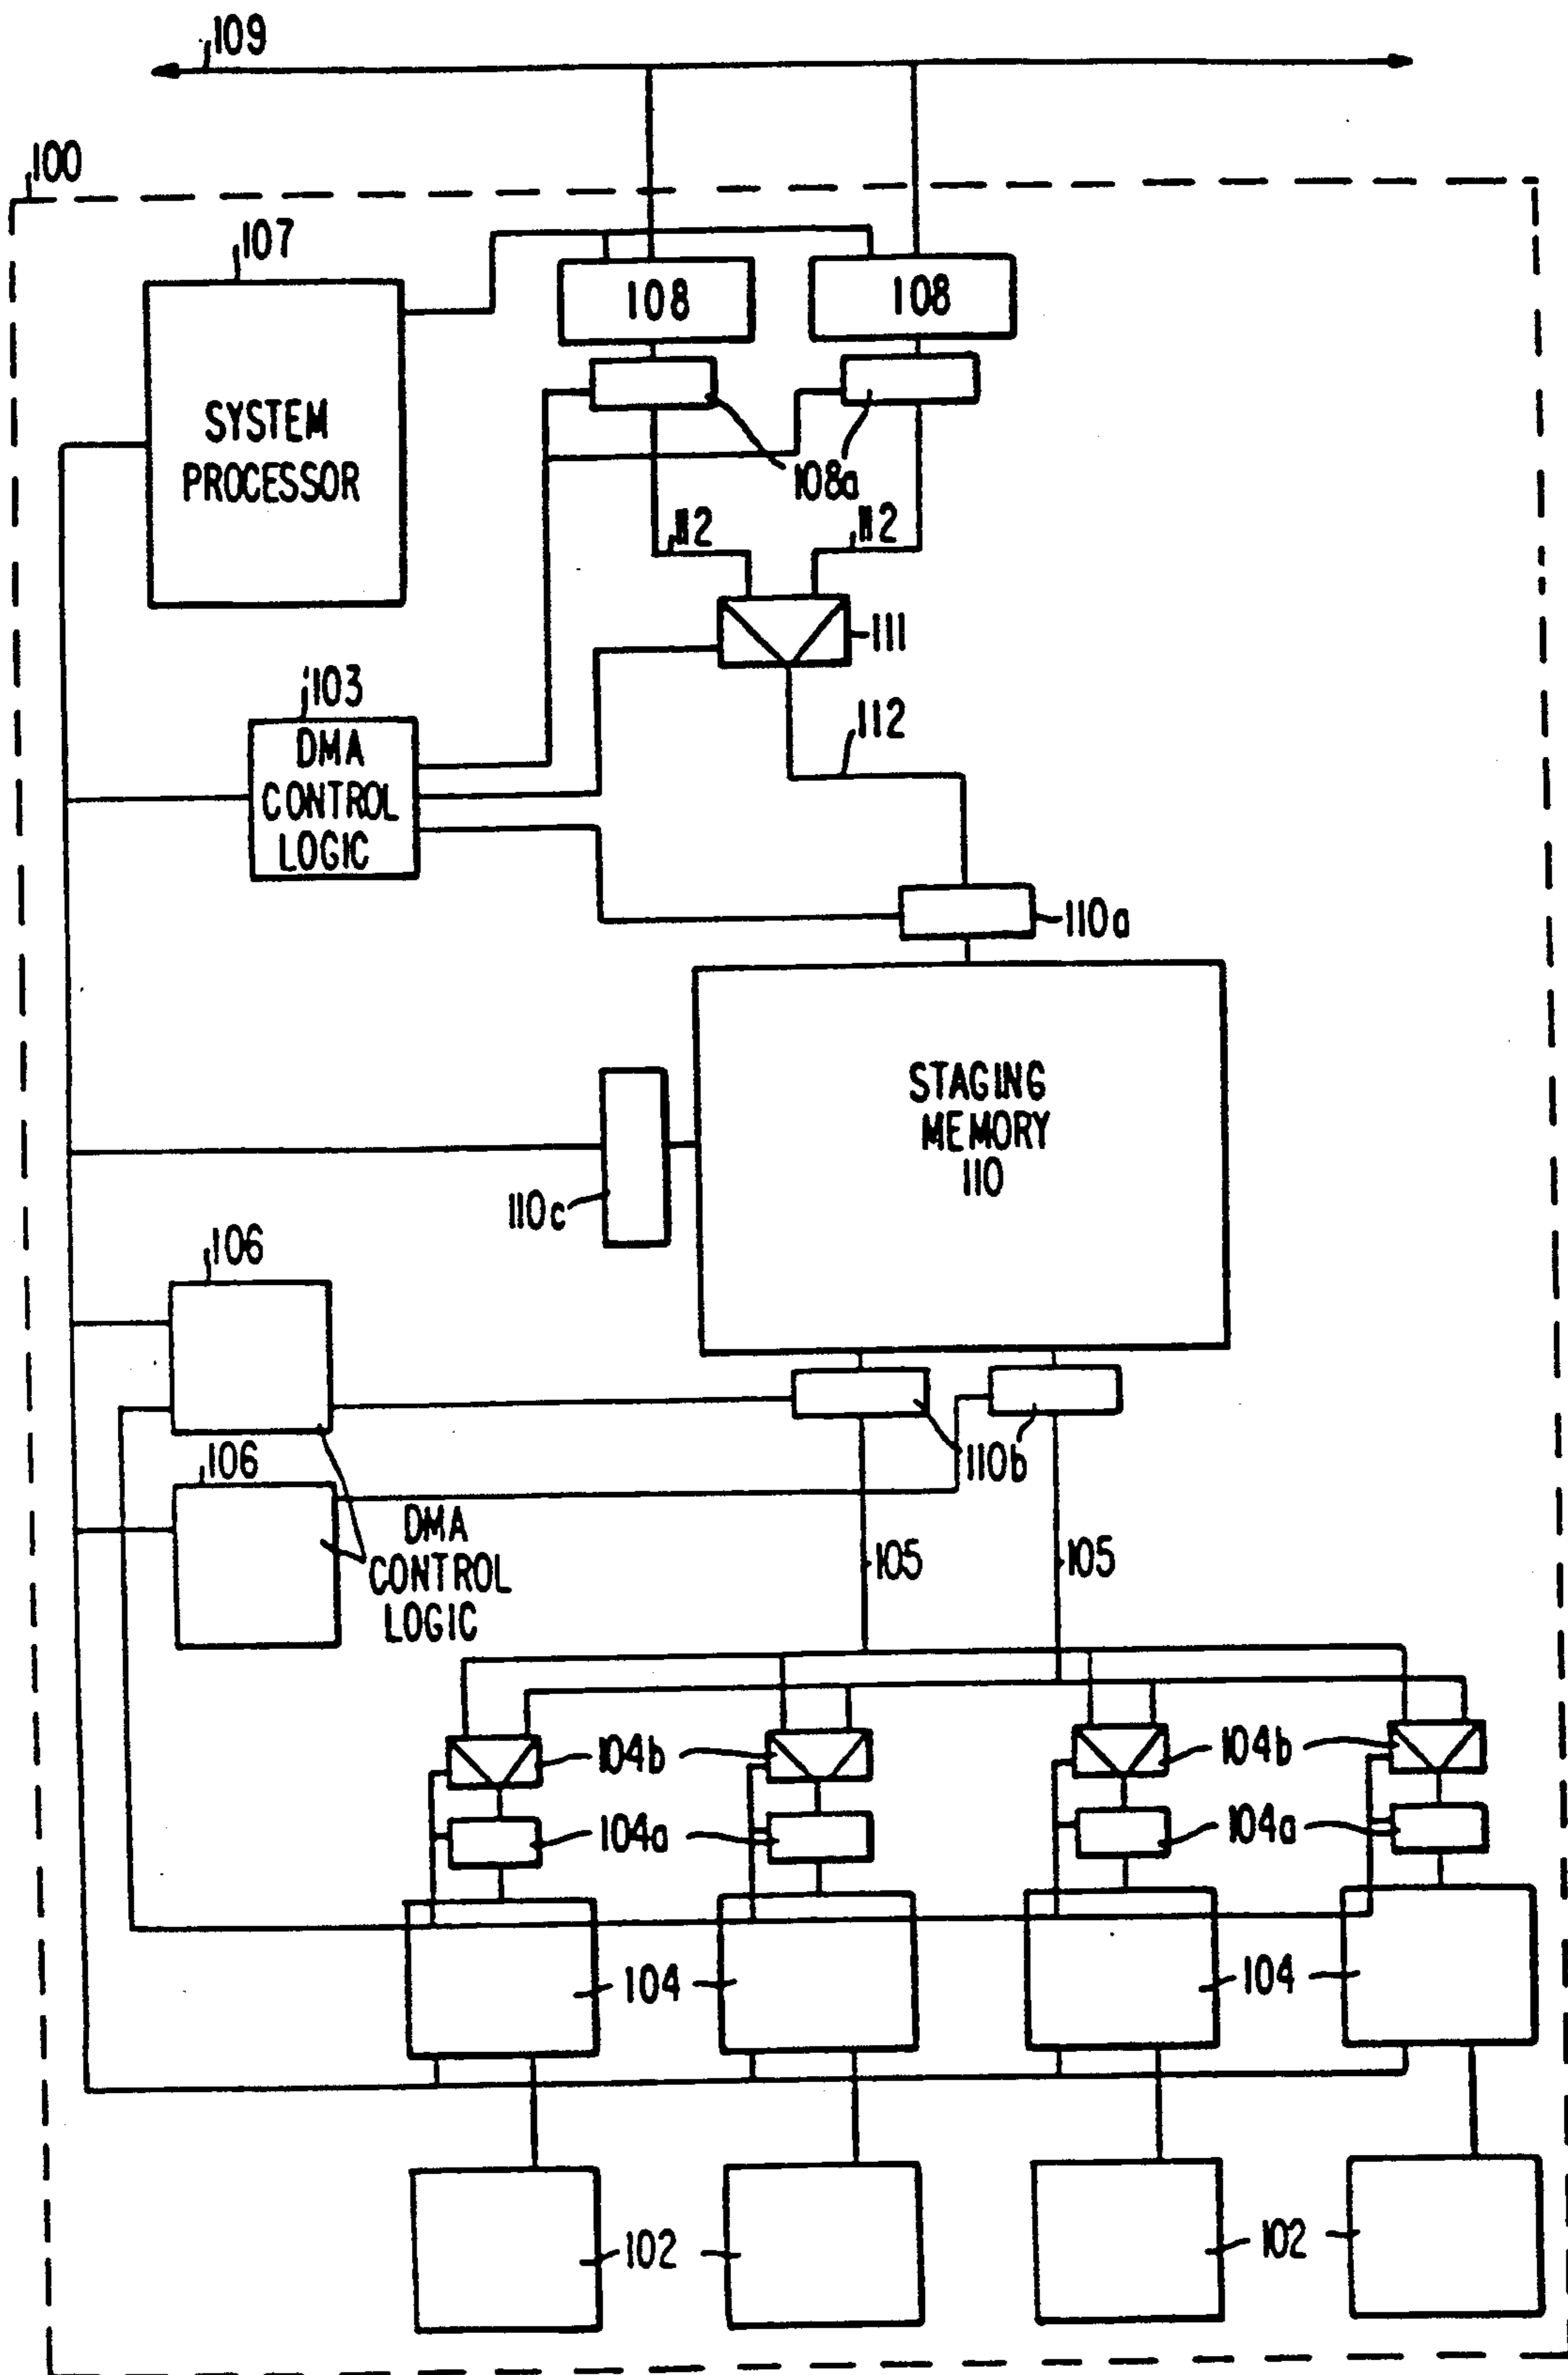 109
100
107
108
108
SYSTEM
PROCESSOR
108a
112
112
111
103
DMA
CONTROL
LOGIC
112
110a
STAGING
MEMORY
110
110c
106
110b
106
DMA
CONTROL
LOGIC
105
105
104b
104b
104a
104a
104
104
102
102